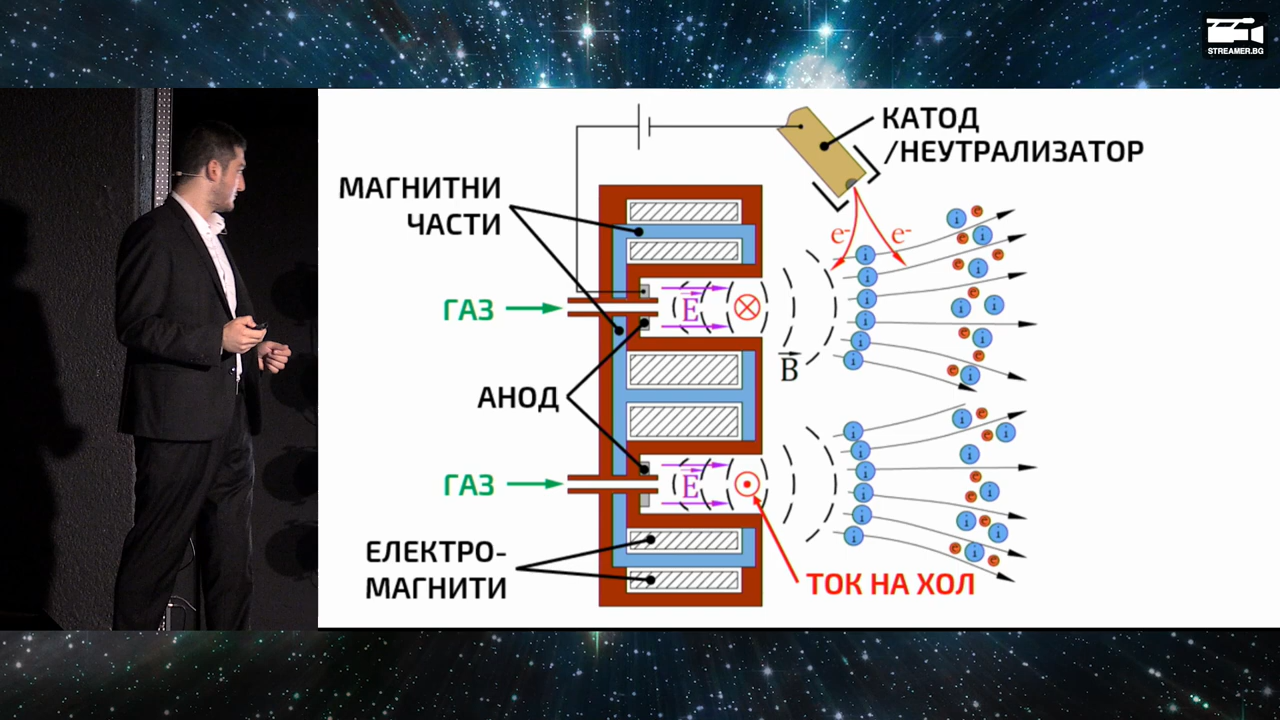 STREAMER.BG
КАТОД
/НЕУТРАЛИЗАТОР
МАГНИТНИ
ЧАСТИ
e-
e-
ГАЗ
E
B
АНОД
ГАЗ
E
ЕЛЕКТРО-
МАГНИТИ
ТОК НА ХОЛ
i
e
i
e
i
e
e
i
i
i
e
i
i
i
e
i
i
e
i
e
i
i
e
i
e
i
i
i
e
i
e
i
i
e
i
i
e
i
e
i
e